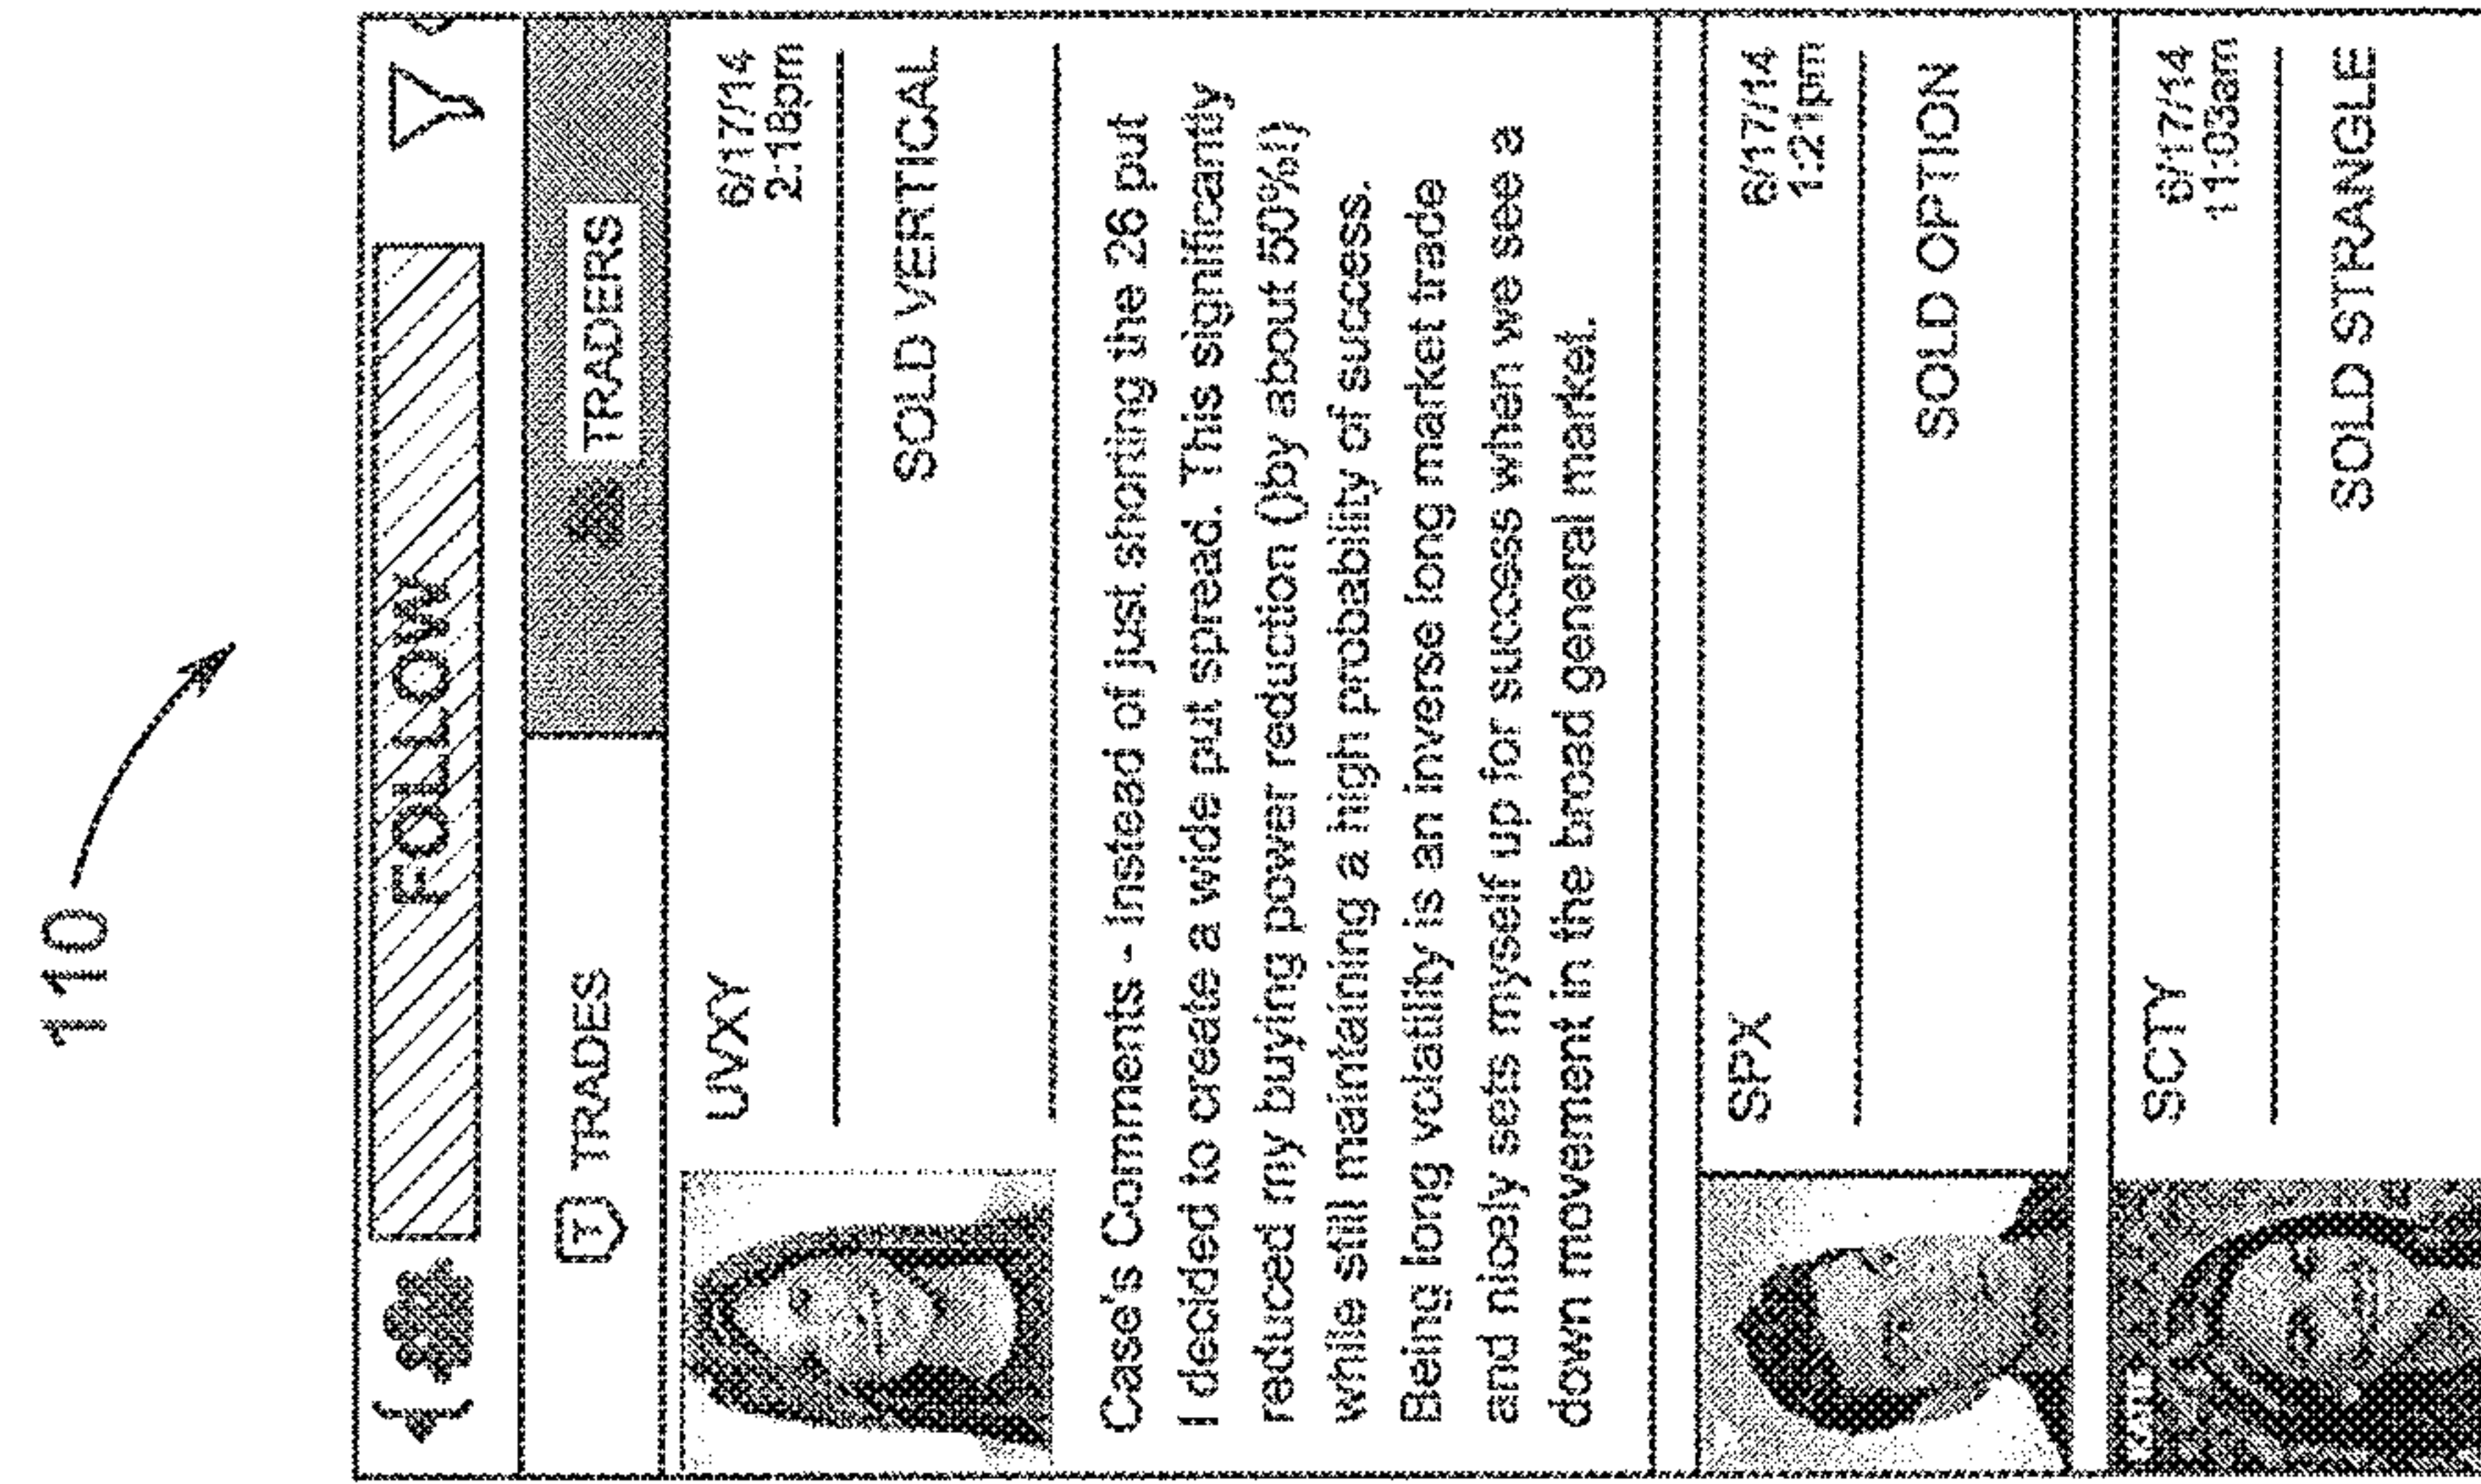 110
FOLLOW
TRADES
TRADERS
UVXY
6/17/14
2:18pm
SOLD VERTICAL
Case's Comments - Instead of just shorting the 26 put
I decided to create a wide put spread. This significantly
reduced my buying power reduction ()by about 50%!)
while still maintaining a high probability of success.
Being long volatility is an inverse long market trade
and nicely sets myself up for success when we see a
down movement in the broad general market.
SPX
6/17/14
1:21pm
SOLD OPTION
SCTY
6/17/14
11:03am
SOLD STRANGLE